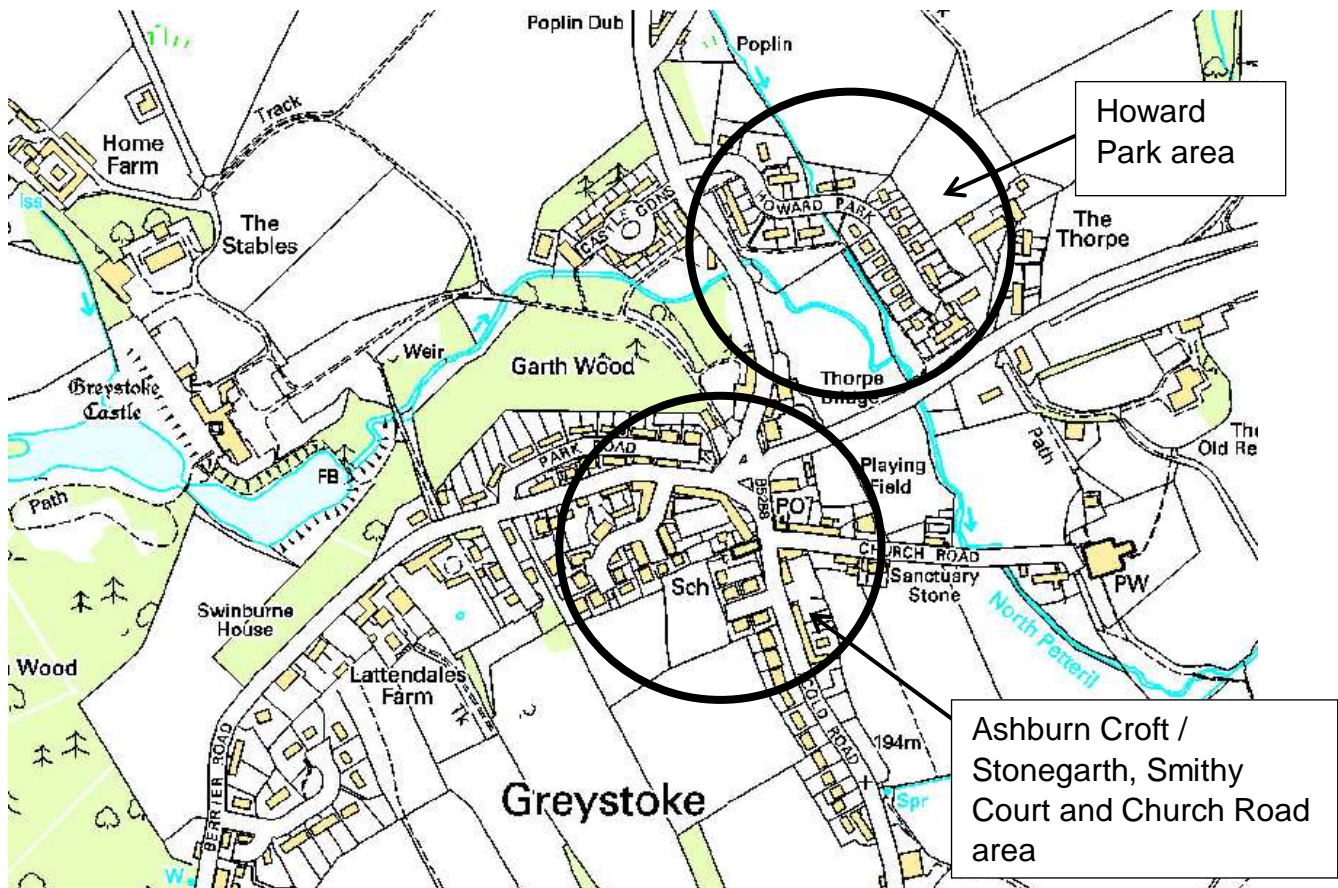 Poplin Dub
Poplin
Howard
Park area
Track
Home
Farm
Iss
The
Stables
CASTLE GDNS
HOWARD PARK
The
Thorpe
Weir
Garth Wood
Greystoke
Castle
Thorpe
Bridge
The
Old Re
Path
PARK ROAD
FB
Path
Playing
Field
B5288
PO
CHURCH ROAD
Sch
Sanctuary
Stone
PW
Swinburne
House
North Petteril
Wood
Lattendales
Farm
Tk
ICOLD ROAD
194m
Spr
BERRIER ROAD
Greystoke
W
Ashburn Croft /
Stonegarth, Smithy
Court and Church Road
area